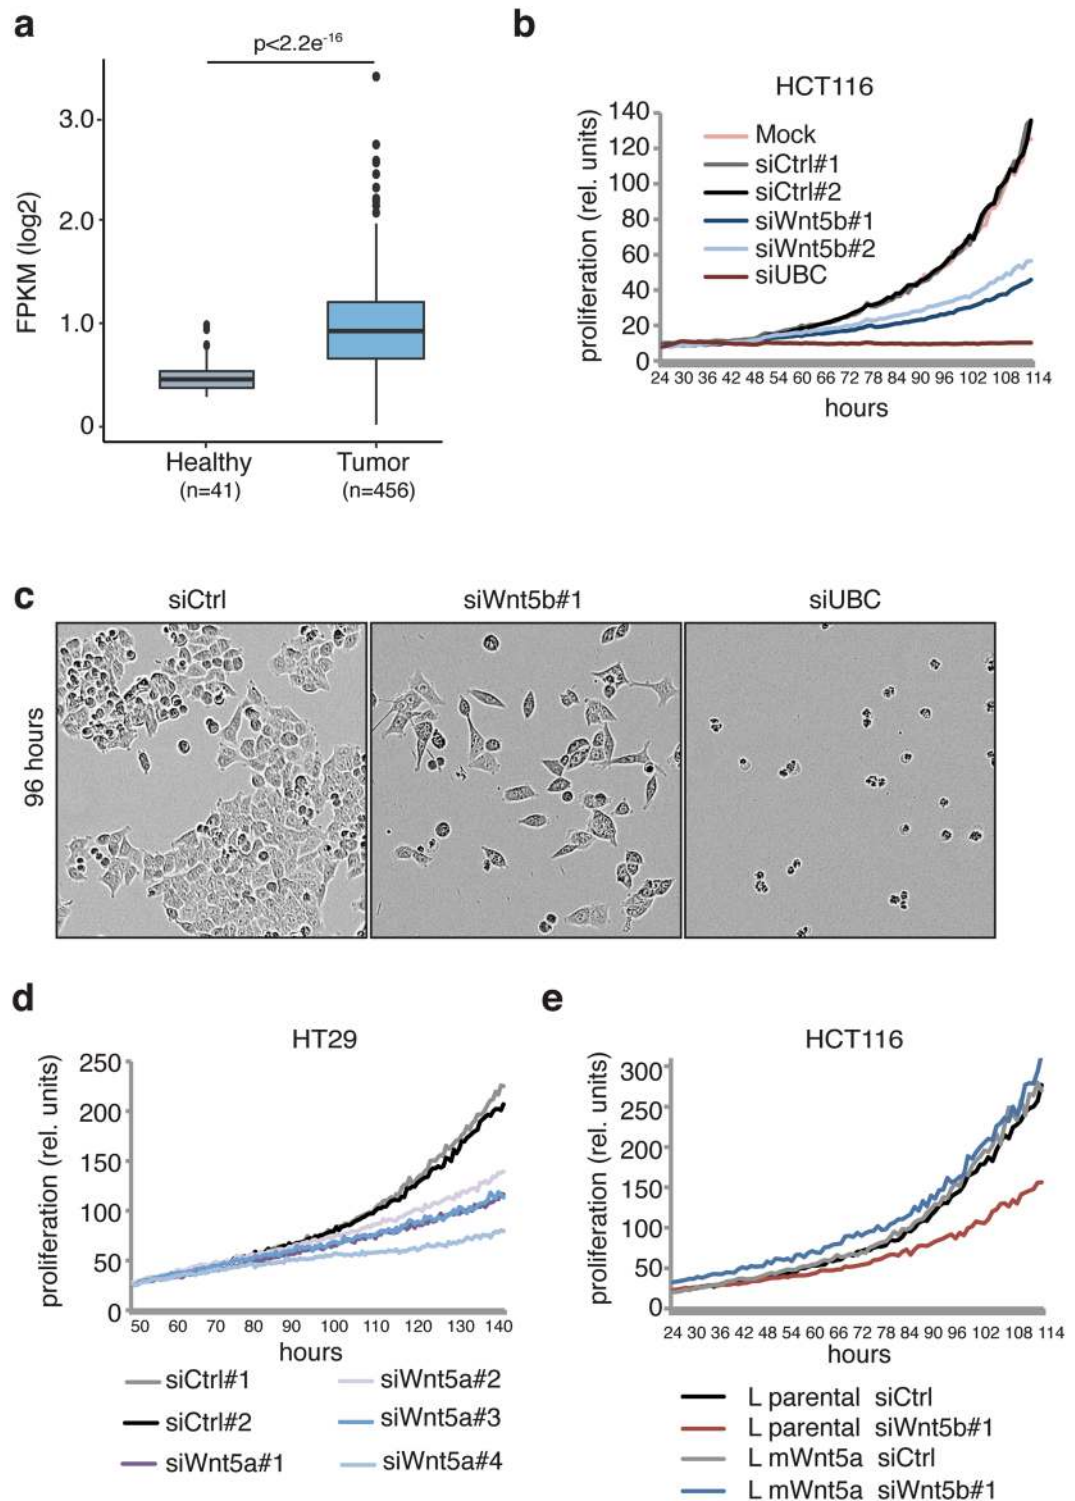 a
p<2.2e-16
FPKM (log2)
3.0
2.0
1.0
0
Healthy
(n=41)
Tumor
(n=456)
b
HCT116
proliferation (rel. units)
140
120
100
80
60
40
20
0
Mock
siCtrl#1
siCtrl#2
siWnt5b#1
siWnt5b#2
siUBC
24 30 36 42 48 54 60 66 72 78 84 90 96 102 108 114
hours
c
siCtrl
siWnt5b#1
siUBC
96 hours
d
HT29
proliferation (rel. units)
250
200
150
100
50
0
50 60 70 80 90 100 110 120 130 140
hours
siCtrl#1
siCtrl#2
siWnt5a#1
siWnt5a#2
siWnt5a#3
siWnt5a#4
e
HCT116
proliferation (rel. units)
300
250
200
150
100
50
0
24 30 36 42 48 54 60 66 72 78 84 90 96 102 108 114
hours
L parental siCtrl
L parental siWnt5b#1
L mWnt5a siCtrl
L mWnt5a siWnt5b#1